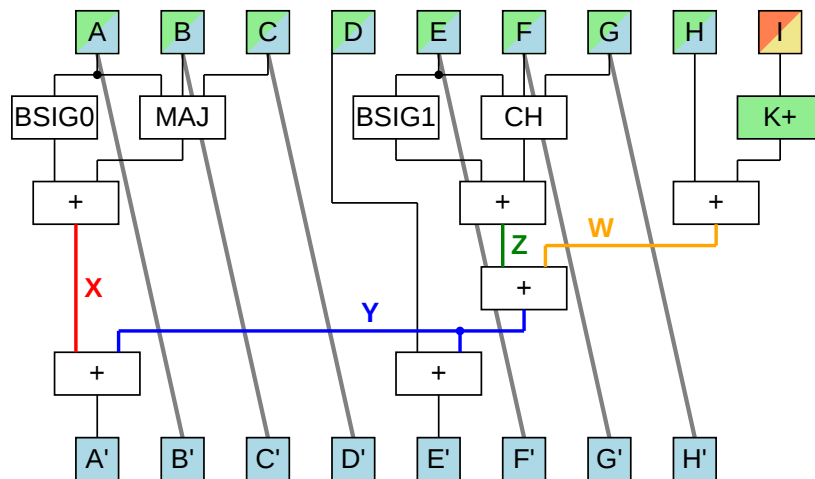 A B C D E F G H I
BSIG0 MAJ BSIG1 CH K+
+ + +
Z W
X +
Y
+ +
A' B' C' D' E' F' G' H'